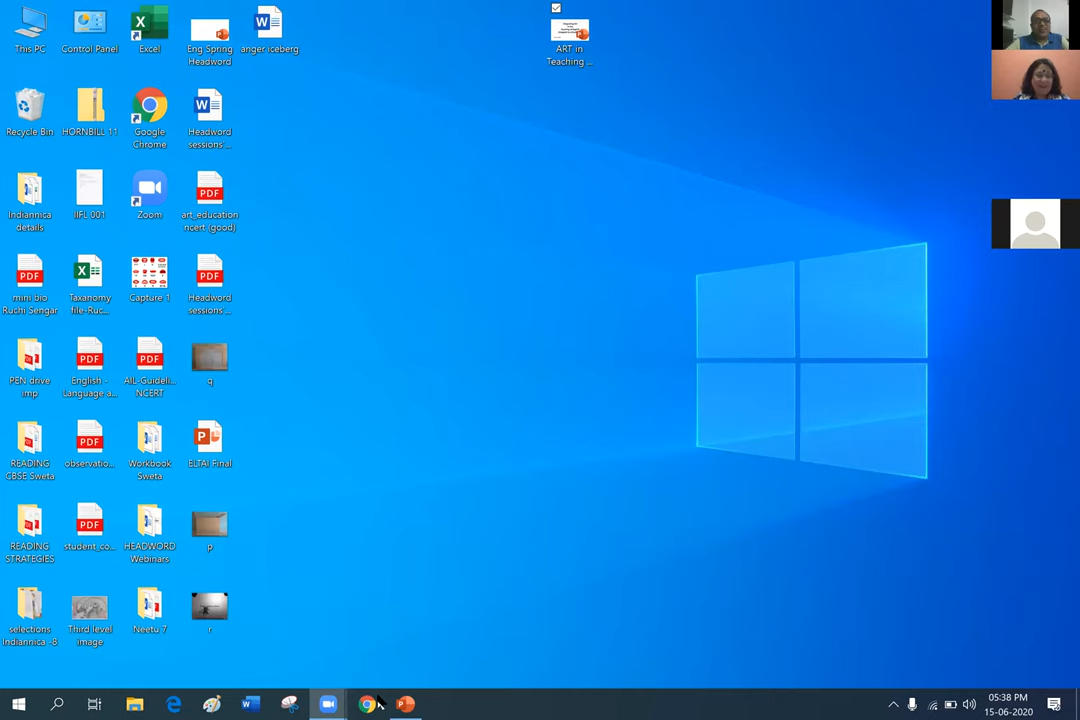 This PC
Control Panel
Excel
Eng Spring
Headword
anger iceberg
ART in
Teaching ...
Recycle Bin
HORNBILL 11
Google
Chrome
Headword
sessions'...
Indiannica
details
IIFL 001
Zoom
art_education
ncert (good)
mini bio
Ruchi Sengar
Taxanomy
file-Ruc...
Capture 1
Headword
sessions'...
PEN drive
imp
English -
Language a...
AIL-Guideli...
NCERT
q
READING
CBSE Sweta
observatio...
Workbook
Sweta
ELTAI Final
READING
STRATEGIES
student_co...
HEADWORD
Webinars
p
selections
Indiannica -8
Third level
image
Neetu 7
r
PDF
PDF
PDF
PDF
PDF
PDF
PDF
05:38 PM
15-06-2020